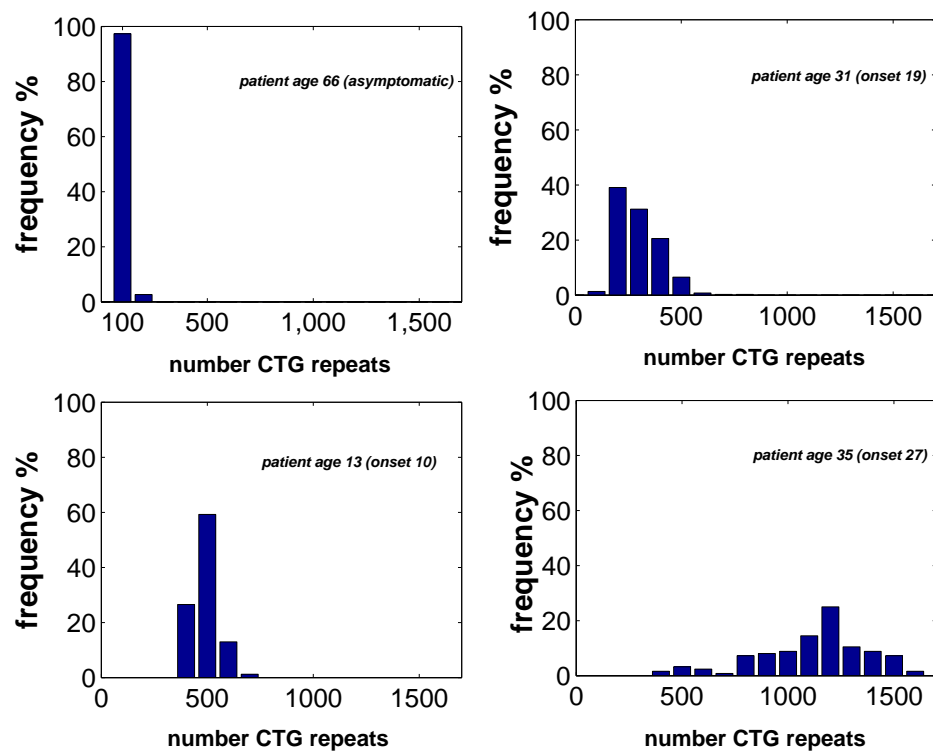 100
80
60
40
20
0
frequency %
patient age 66 (asymptomatic)
100 500 1,000 1,500
number CTG repeats
100
80
60
40
20
0
frequency %
patient age 31 (onset 19)
0 500 1000 1500
number CTG repeats
100
80
60
40
20
0
frequency %
patient age 13 (onset 10)
0 500 1000 1500
number CTG repeats
100
80
60
40
20
0
frequency %
patient age 35 (onset 27)
0 500 1000 1500
number CTG repeats